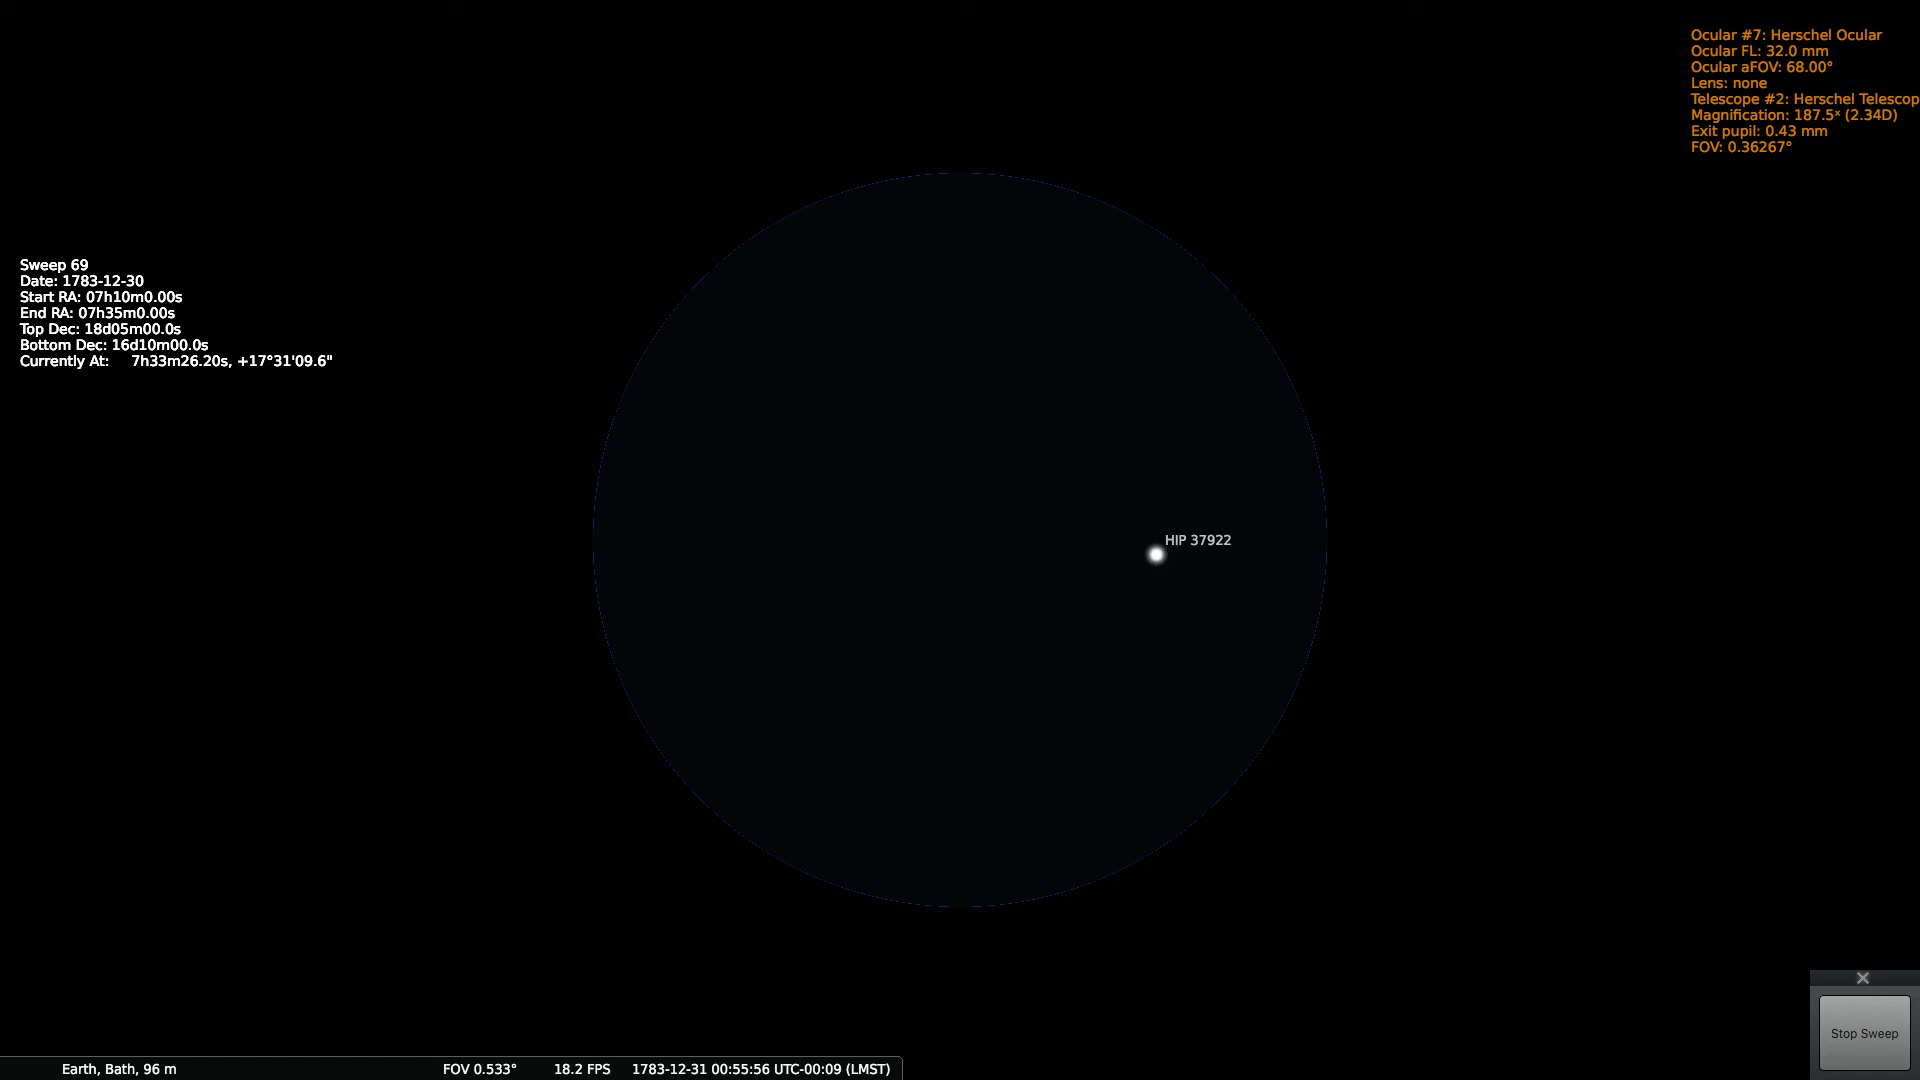 Ocular #7: Herschel Ocular
Ocular FL: 32.0 mm
Ocular aFOV: 68.00°
Lens: none
Telescope #2: Herschel Telescop
Magnification: 187.5ˣ (2.34D)
Exit pupil: 0.43 mm
FOV: 0.36267°
Sweep 69
Date: 1783-12-30
Start RA: 07h10m0.00s
End RA: 07h35m0.00s
Top Dec: 18d05m00.0s
Bottom Dec: 16d10m00.0s
Currently At: 7h33m26.20s, +17°31'09.6"
HIP 37922
Stop Sweep
Earth, Bath, 96 m FOV 0.533° 18.2 FPS 1783-12-31 00:55:56 UTC-00:09 (LMST)